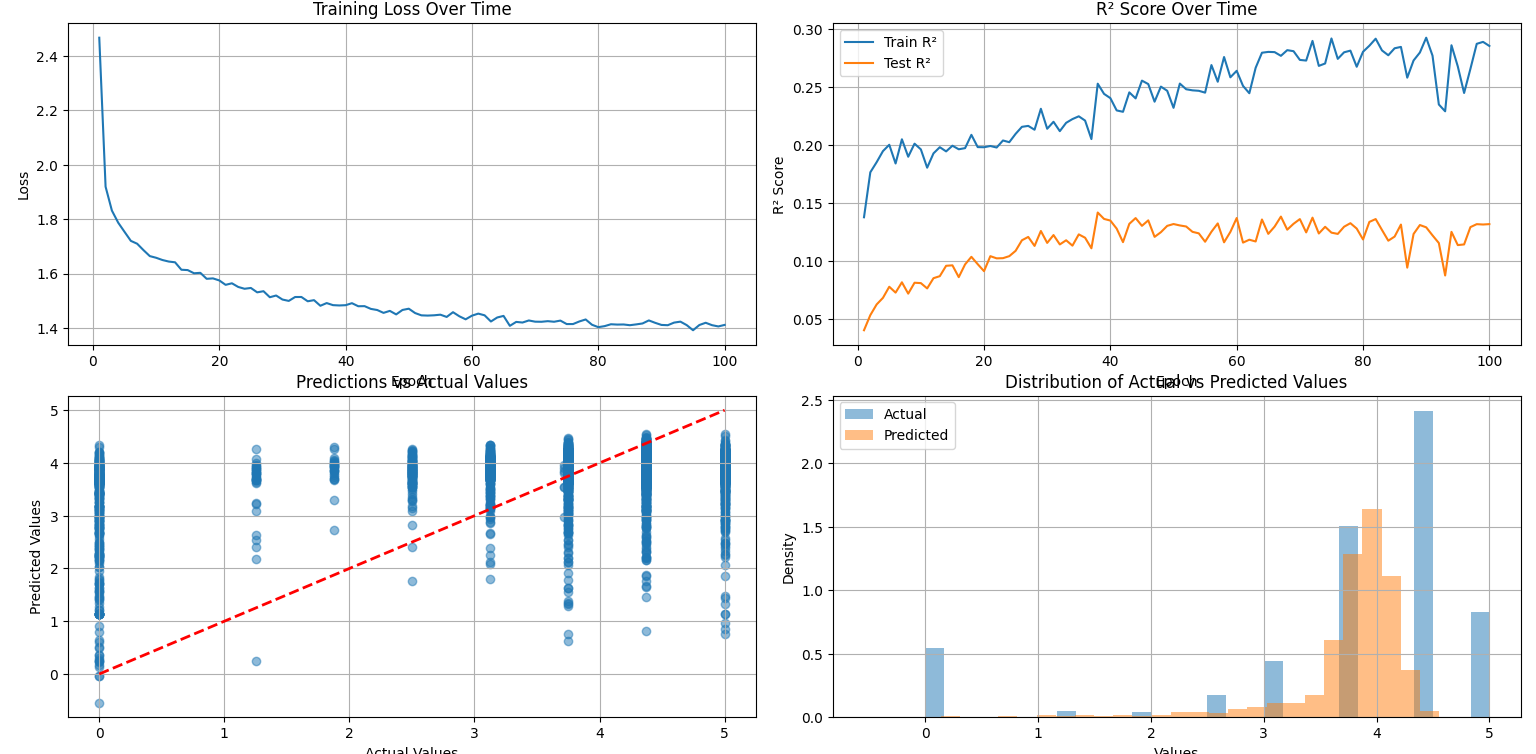 Training Loss Over Time
2.4
2.2
2.0
1.8
1.6
1.4
Loss
0 20 40 60 80 100
Epoch
R² Score Over Time
Train R²
Test R²
0.30
0.25
0.20
0.15
0.10
0.05
R² Score
0 20 40 60 80 100
Epoch
Predictions vs Actual Values
5
4
3
2
1
0
Predicted Values
0 1 2 3 4 5
Actual Values
Distribution of Actual vs Predicted Values
Actual
Predicted
2.5
2.0
1.5
1.0
0.5
0.0
Density
0 1 2 3 4 5
Values